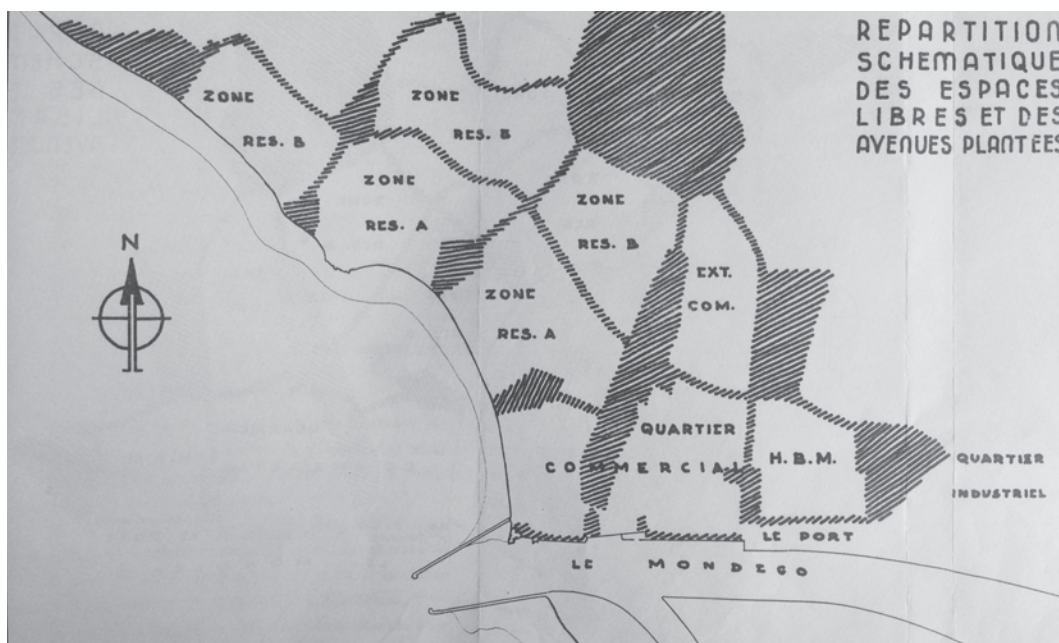 REPARTITION
SCHEMATIQUE
DES ESPACES
LIBRES ET DES
AVENUES PLANTEES
ZONE
RES. B
ZONE
RES. B
ZONE
RES. A
ZONE
RES. B
N
EXT.
COM.
ZONE
RES. A
QUARTIER
COMMERCIAL
H.B.M.
QUARTIER
INDUSTRIEL
LE PORT
LE MONDEGO